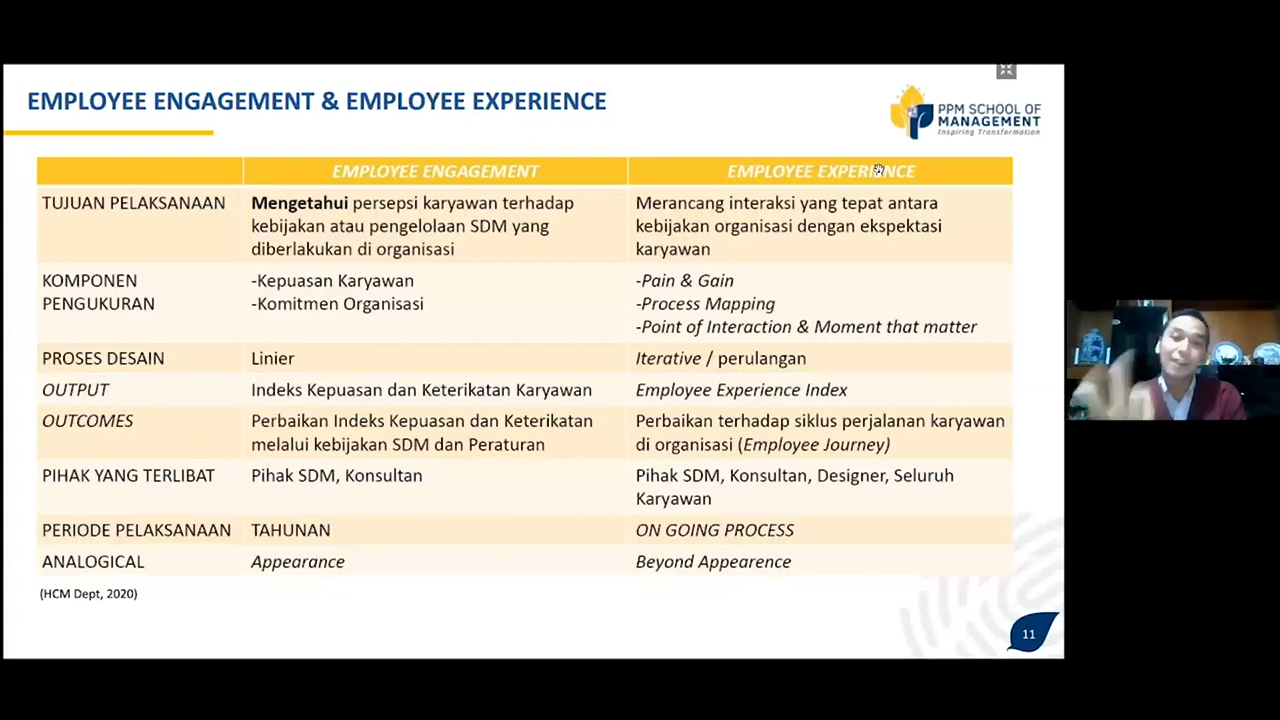 EMPLOYEE ENGAGEMENT & EMPLOYEE EXPERIENCE
PPM SCHOOL OF
MANAGEMENT
Inspiring Transformation
EMPLOYEE ENGAGEMENT
EMPLOYEE EXPERIENCE
TUJUAN PELAKSANAAN
Mengetahui persepsi karyawan terhadap
kebijakan atau pengelolaan SDM yang
diberlakukan di organisasi
Merancang interaksi yang tepat antara
kebijakan organisasi dengan ekspektasi
karyawan
KOMPONEN
PENGUKURAN
-Kepuasan Karyawan
-Komitmen Organisasi
-Pain & Gain
-Process Mapping
-Point of Interaction & Moment that matter
PROSES DESAIN
Linier
Iterative / perulangan
OUTPUT
Indeks Kepuasan dan Keterikatan Karyawan
Employee Experience Index
OUTCOMES
Perbaikan Indeks Kepuasan dan Keterikatan
melalui kebijakan SDM dan Peraturan
Perbaikan terhadap siklus perjalanan karyawan
di organisasi (Employee Journey)
PIHAK YANG TERLIBAT
Pihak SDM, Konsultan
Pihak SDM, Konsultan, Designer, Seluruh
Karyawan
PERIODE PELAKSANAAN
TAHUNAN
ON GOING PROCESS
ANALOGICAL
Appearance
Beyond Appearence
(HCM Dept, 2020)
11